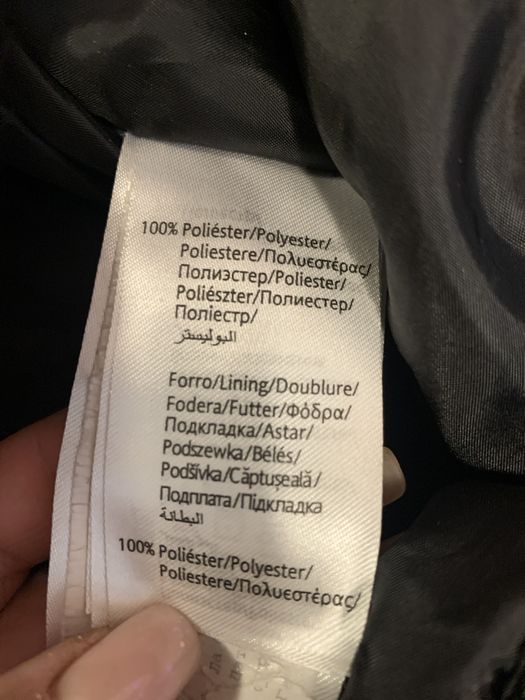 100% Poliéster/Polyester/
Poliestere/Πολυεστέρας/
Полиэстер/Poliester/
Poliészter/Полиестер/
Поліестр/
البوليستر
Forro/Lining/Doublure/
Fodera/Futter/Φόδρα/
Подкладка/Astar/
Podszewka/Bélés/
Podšívka/Căptușeală/
Подплата/Підкладка
البطانة
100% Poliéster/Polyester/
Poliestere/Πολυεστέρας/